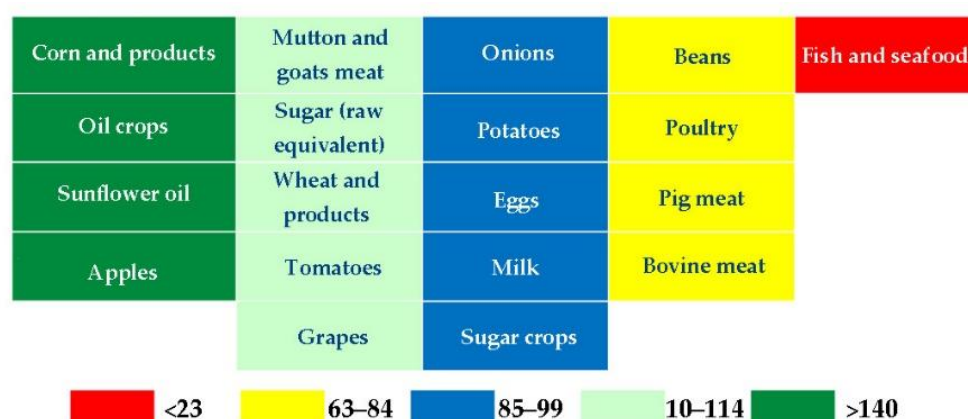 Corn and products
Mutton and
goats meat
Onions
Beans
Fish and seafood
Oil crops
Sugar (raw
equivalent)
Potatoes
Poultry
Sunflower oil
Wheat and
products
Eggs
Pig meat
Apples
Tomatoes
Milk
Bovine meat
Grapes
Sugar crops
<23
63–84
85–99
10–114
>140